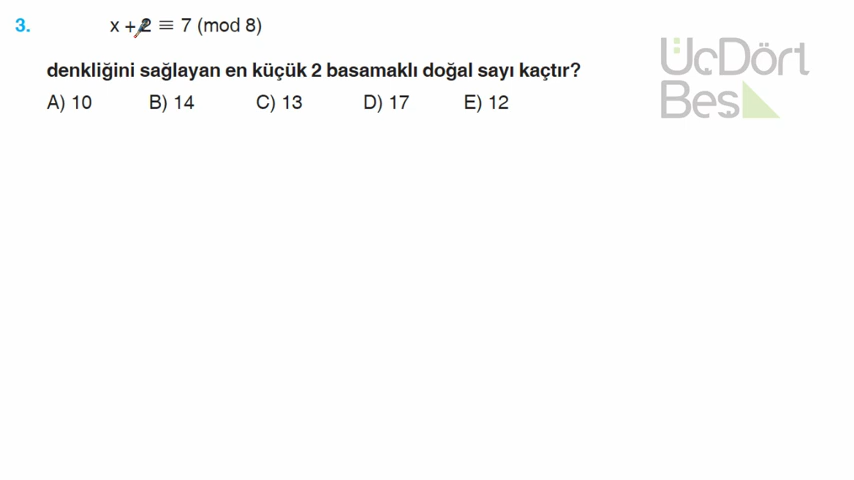 3. x + 2 ≡ 7 (mod 8)
denkliğini sağlayan en küçük 2 basamaklı doğal sayı kaçtır?
A) 10 B) 14 C) 13 D) 17 E) 12
ÜçDört
Beş